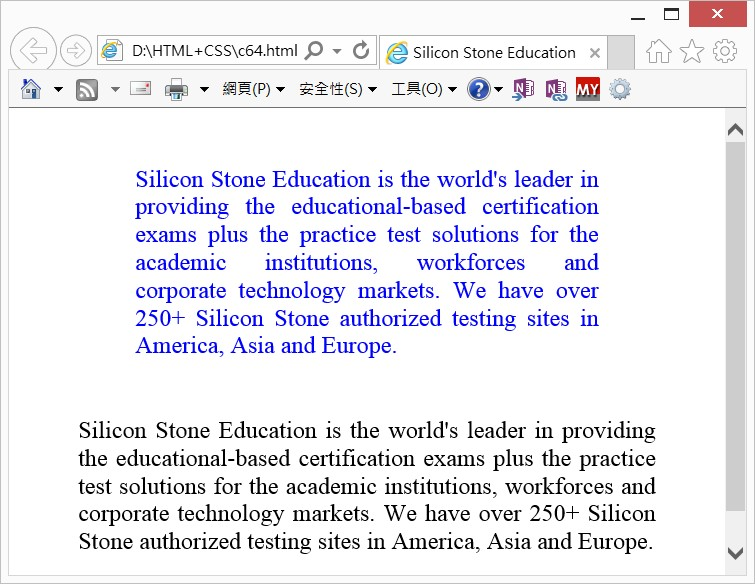 D:\HTML+CSS\c64.html
Silicon Stone Education
網頁(P)
安全性(S)
工具(O)
?
N
N
MY
Silicon Stone Education is the world's leader in
providing the educational-based certification
exams plus the practice test solutions for the
academic institutions, workforces and
corporate technology markets. We have over
250+ Silicon Stone authorized testing sites in
America, Asia and Europe.
Silicon Stone Education is the world's leader in providing
the educational-based certification exams plus the practice
test solutions for the academic institutions, workforces and
corporate technology markets. We have over 250+ Silicon
Stone authorized testing sites in America, Asia and Europe.